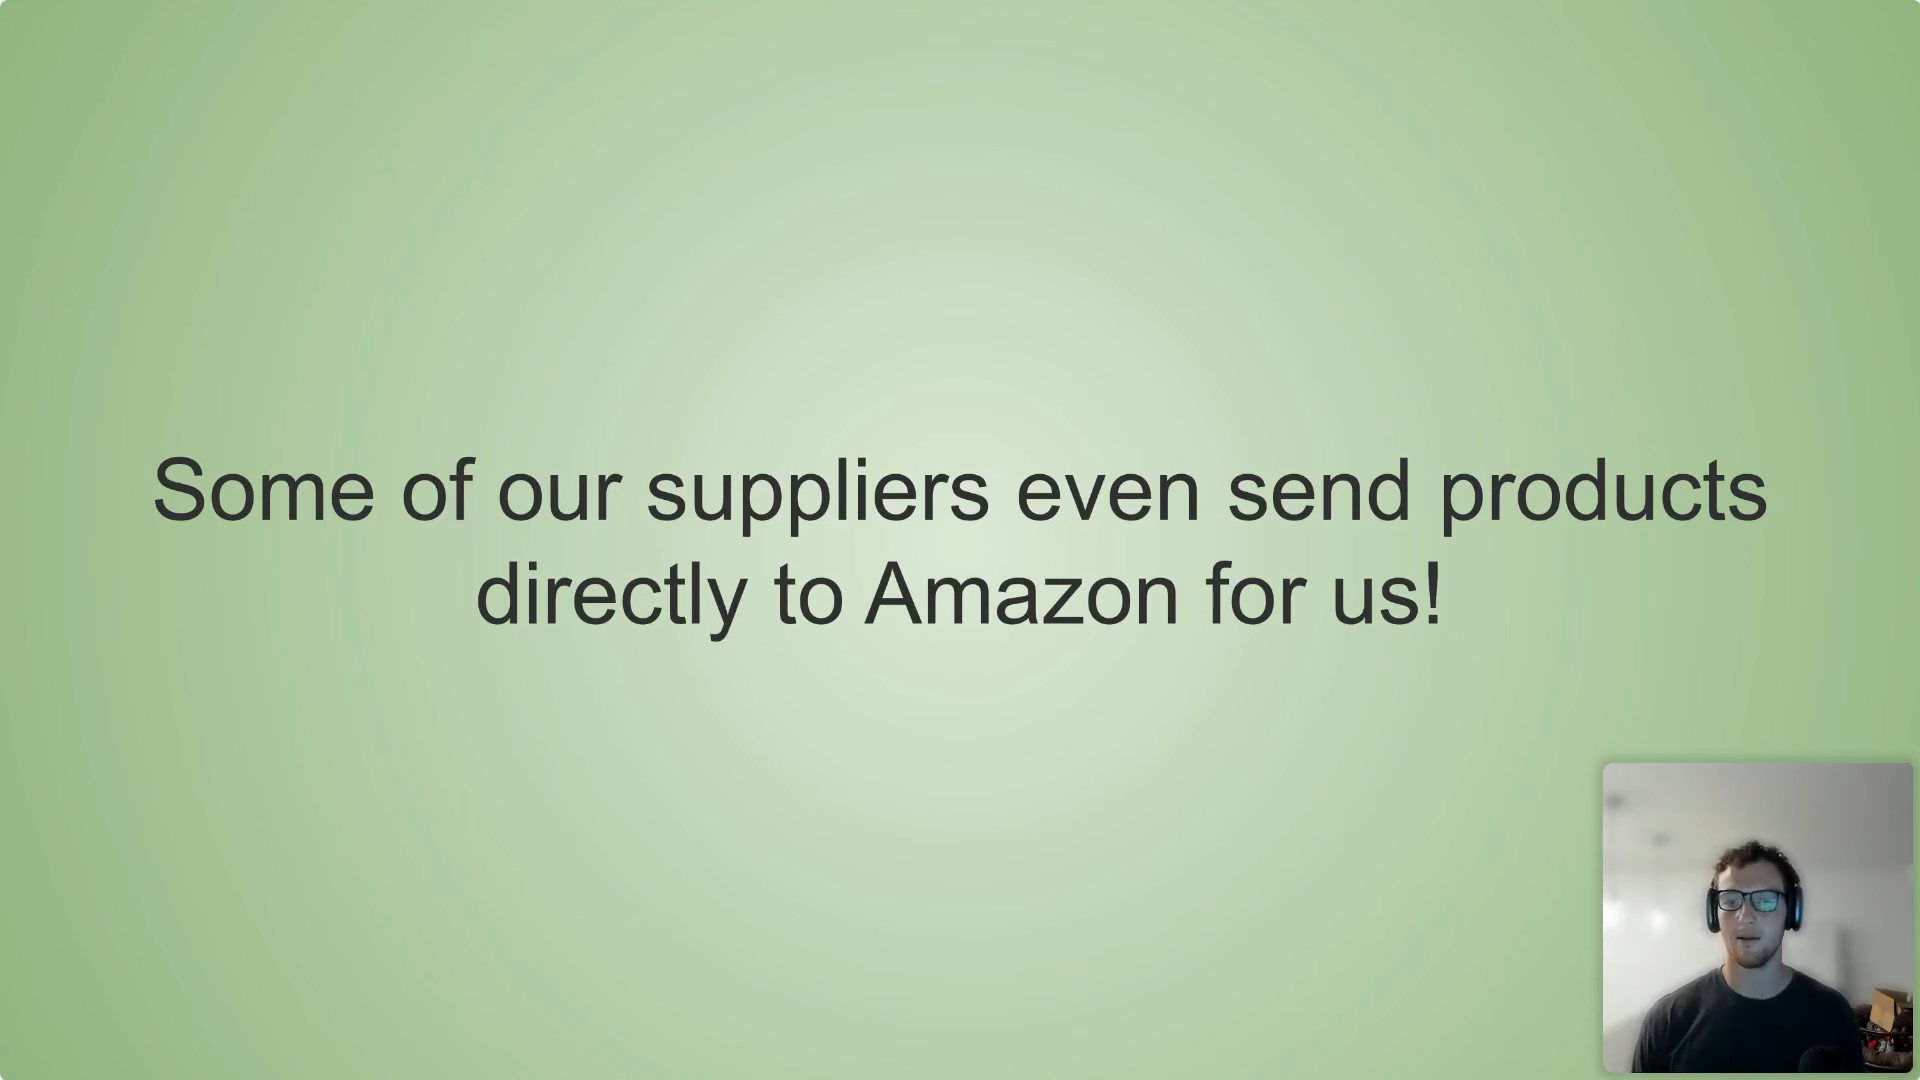 Some of our suppliers even send products
directly to Amazon for us!